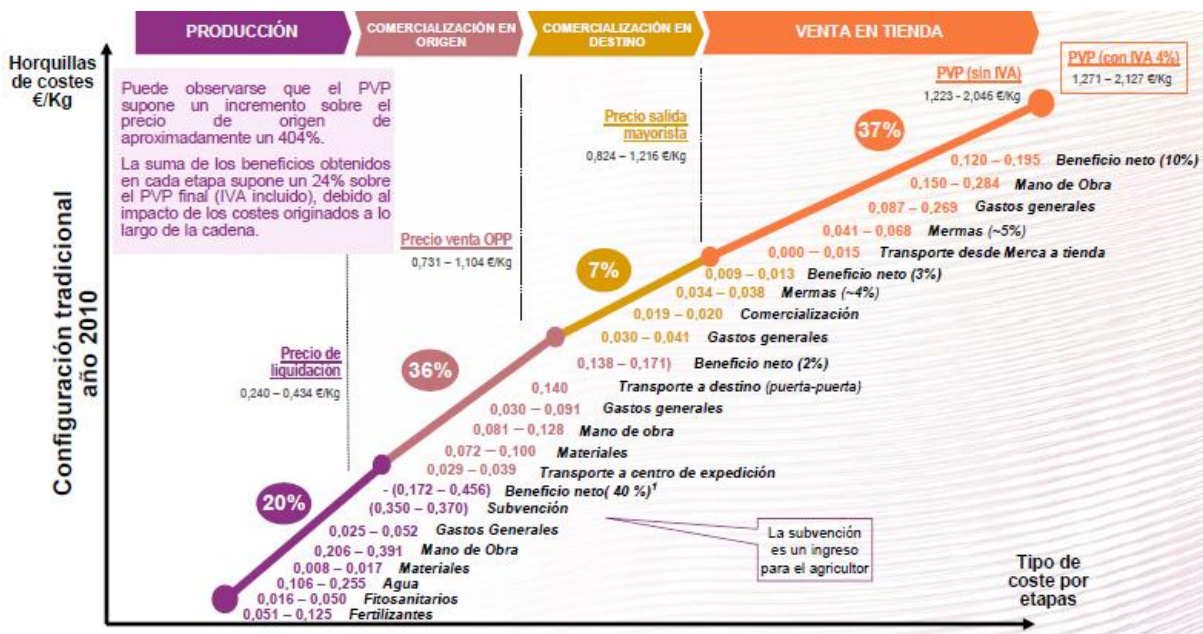 PRODUCCIÓN
COMERCIALIZACIÓN EN
ORIGEN
COMERCIALIZACIÓN EN
DESTINO
VENTA EN TIENDA
Horquillas
de costes
€/Kg
Configuración tradicional
año 2010
Puede observarse que el PVP
supone un incremento sobre el
precio de origen de
aproximadamente un 404%.
La suma de los beneficios obtenidos
en cada etapa supone un 24% sobre
el PVP final (IVA incluido), debido al
impacto de los costes originados a lo
largo de la cadena.
PVP (sin IVA)
1,223 - 2,046 €/Kg
PVP (con IVA 4%)
1,271 – 2,127 €/Kg
Precio salida
mayorista
0,824 – 1,216 €/Kg
Precio venta OPP
0,731 – 1,104 €/Kg
Precio de
liquidación
0,240 – 0,434 €/Kg
37%
0,120 – 0,195 Beneficio neto (10%)
0,150 – 0,284 Mano de Obra
0,087 – 0,269 Gastos generales
0,041 – 0,068 Mermas (~5%)
0,000 – 0,015 Transporte desde Merca a tienda
7%
0,009 – 0,013 Beneficio neto (3%)
0,034 – 0,038 Mermas (~4%)
0,019 – 0,020 Comercialización
0,030 – 0,041 Gastos generales
36%
0,138 – 0,171) Beneficio neto (2%)
0,140 Transporte a destino (puerta-puerta)
0,030 – 0,091 Gastos generales
0,081 – 0,128 Mano de obra
0,072 – 0,100 Materiales
0,029 – 0,039 Transporte a centro de expedición
20%
- (0,172 – 0,456) Beneficio neto( 40 %)¹
(0,350 – 0,370) Subvención
0,025 – 0,052 Gastos Generales
0,206 – 0,391 Mano de Obra
0,008 – 0,017 Materiales
0,106 – 0,255 Agua
0,016 – 0,050 Fitosanitarios
0,051 – 0,125 Fertilizantes
La subvención
es un ingreso
para el agricultor
Tipo de
coste por
etapas